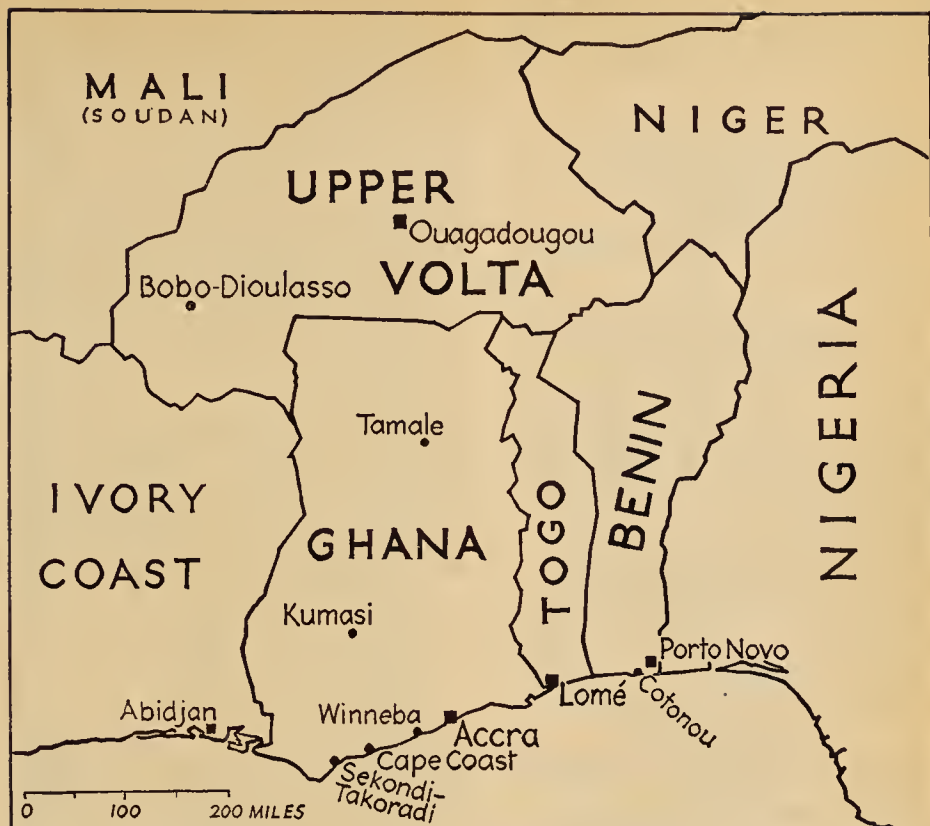 MALI
(SOUDAN)
NIGER
UPPER
Ouagadougou
VOLTA
Bobo-Dioulasso
Tamale
IVORY
COAST
GHANA
TOGO
BENIN
NIGERIA
Kumasi
Porto Novo
Lomé
Cotonou
Abidjan
Winneba
Accra
Cape Coast
Sekondi-
Takoradi
0 100 200 MILES